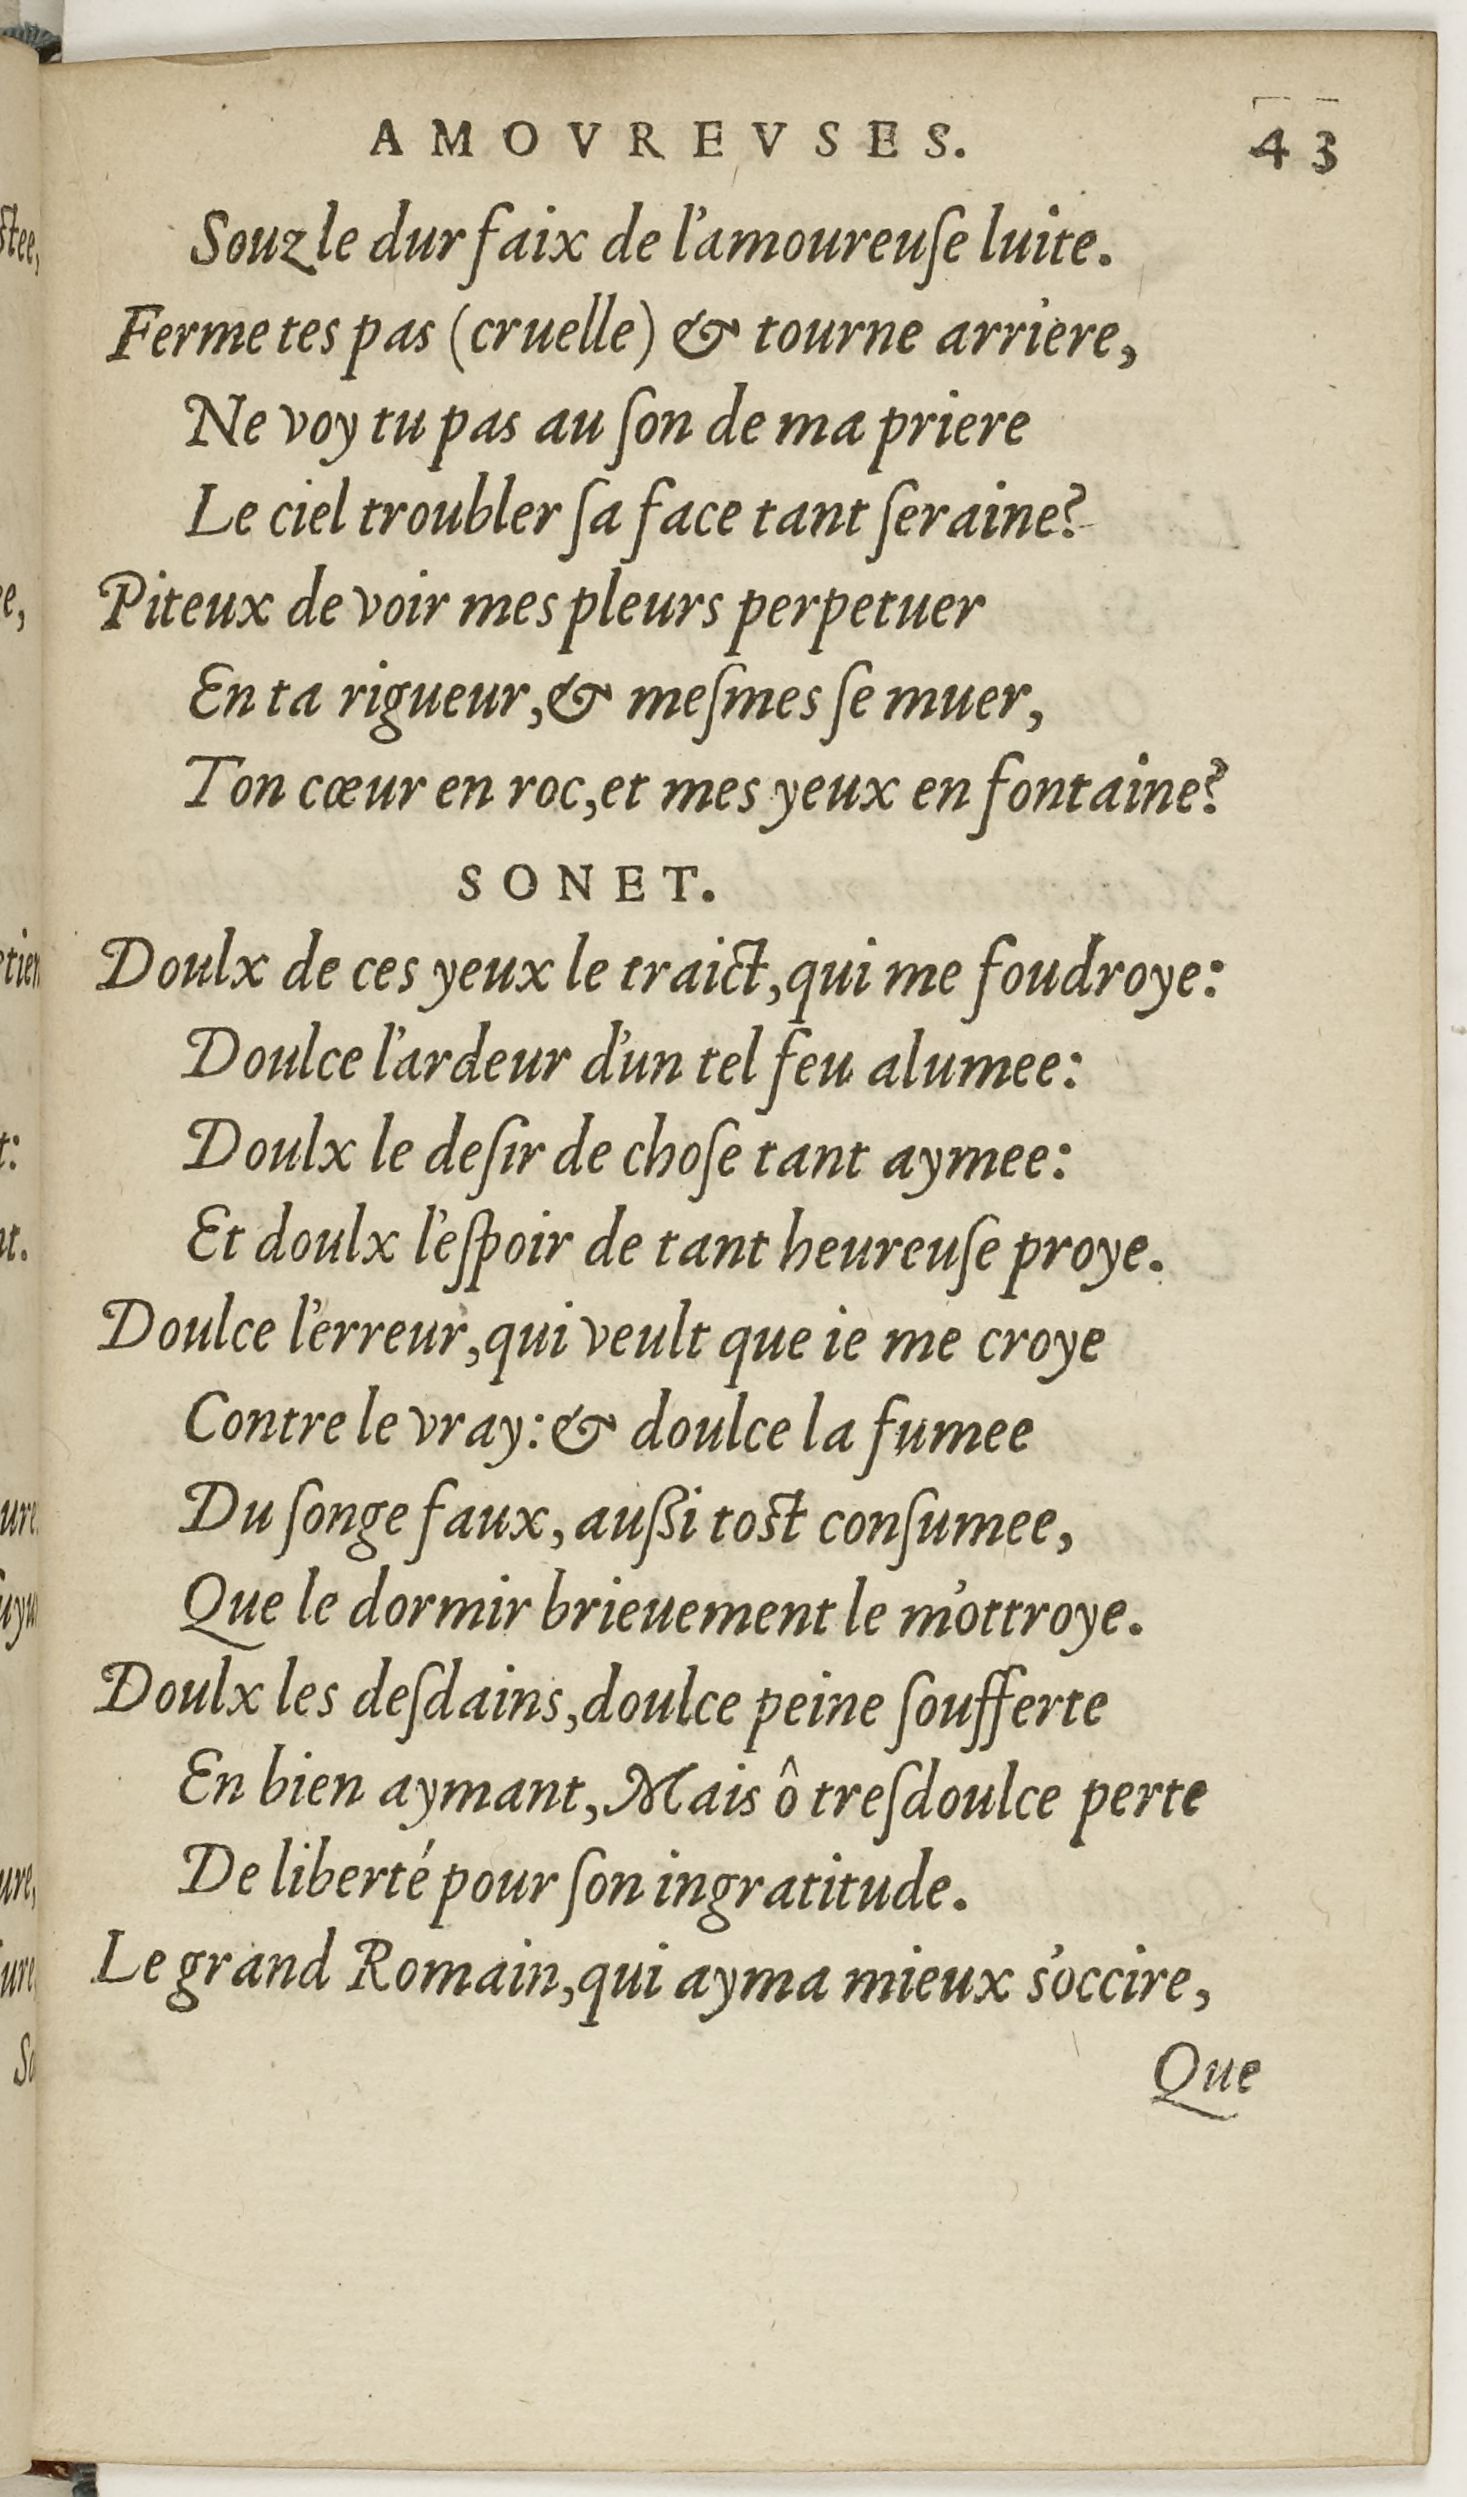 AMOVREVSES. 43
Souz le dur faix de l'amoureuſe luite.
Ferme tes pas (cruelle) & tourne arriere,
Ne voy tu pas au ſon de ma priere
Le ciel troubler ſa face tant ſeraine?
Piteux de voir mes pleurs perpetuer
En ta rigueur, & meſmes ſe muer,
Ton cœur en roc, et mes yeux en fontaine?
SONET.
Doulx de ces yeux le traict, qui me foudroye:
Doulce l'ardeur d'un tel feu alumee:
Doulx le deſir de choſe tant aymee:
Et doulx l'eſpoir de tant heureuſe proye.
Doulce l'erreur, qui veult que ie me croye
Contre le vray: & doulce la fumee
Du ſonge faux, auſsi toſt conſumee,
Que le dormir brieuement le m'ottroye.
Doulx les deſdains, doulce peine ſoufferte
En bien aymant, Mais ô treſdoulce perte
De liberté pour ſon ingratitude.
Le grand Romain, qui ayma mieux s'occire,
Que